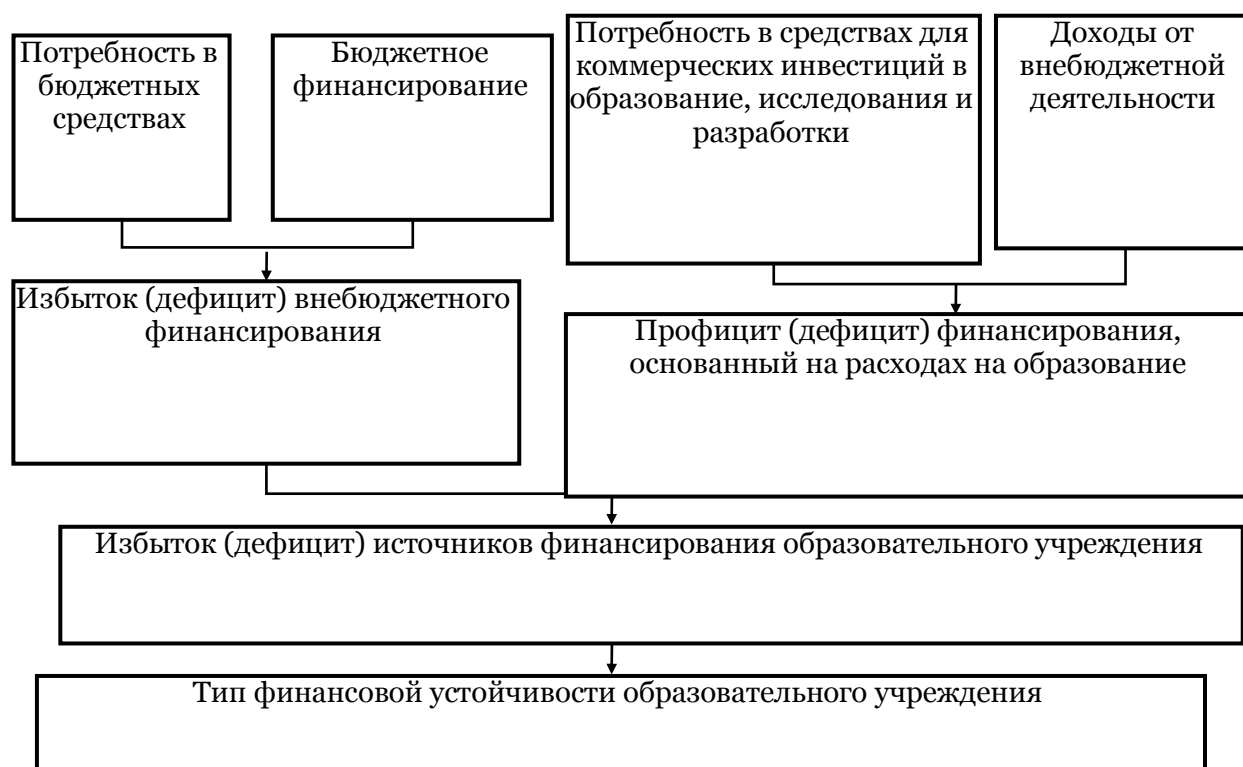 Потребность в
бюджетных
средствах
Бюджетное
финансирование
Потребность в средствах для
коммерческих инвестиций в
образование, исследования и
разработки
Доходы от
внебюджетной
деятельности
Избыток (дефицит) внебюджетного
финансирования
Профицит (дефицит) финансирования,
основанный на расходах на образование
Избыток (дефицит) источников финансирования образовательного учреждения
Тип финансовой устойчивости образовательного учреждения